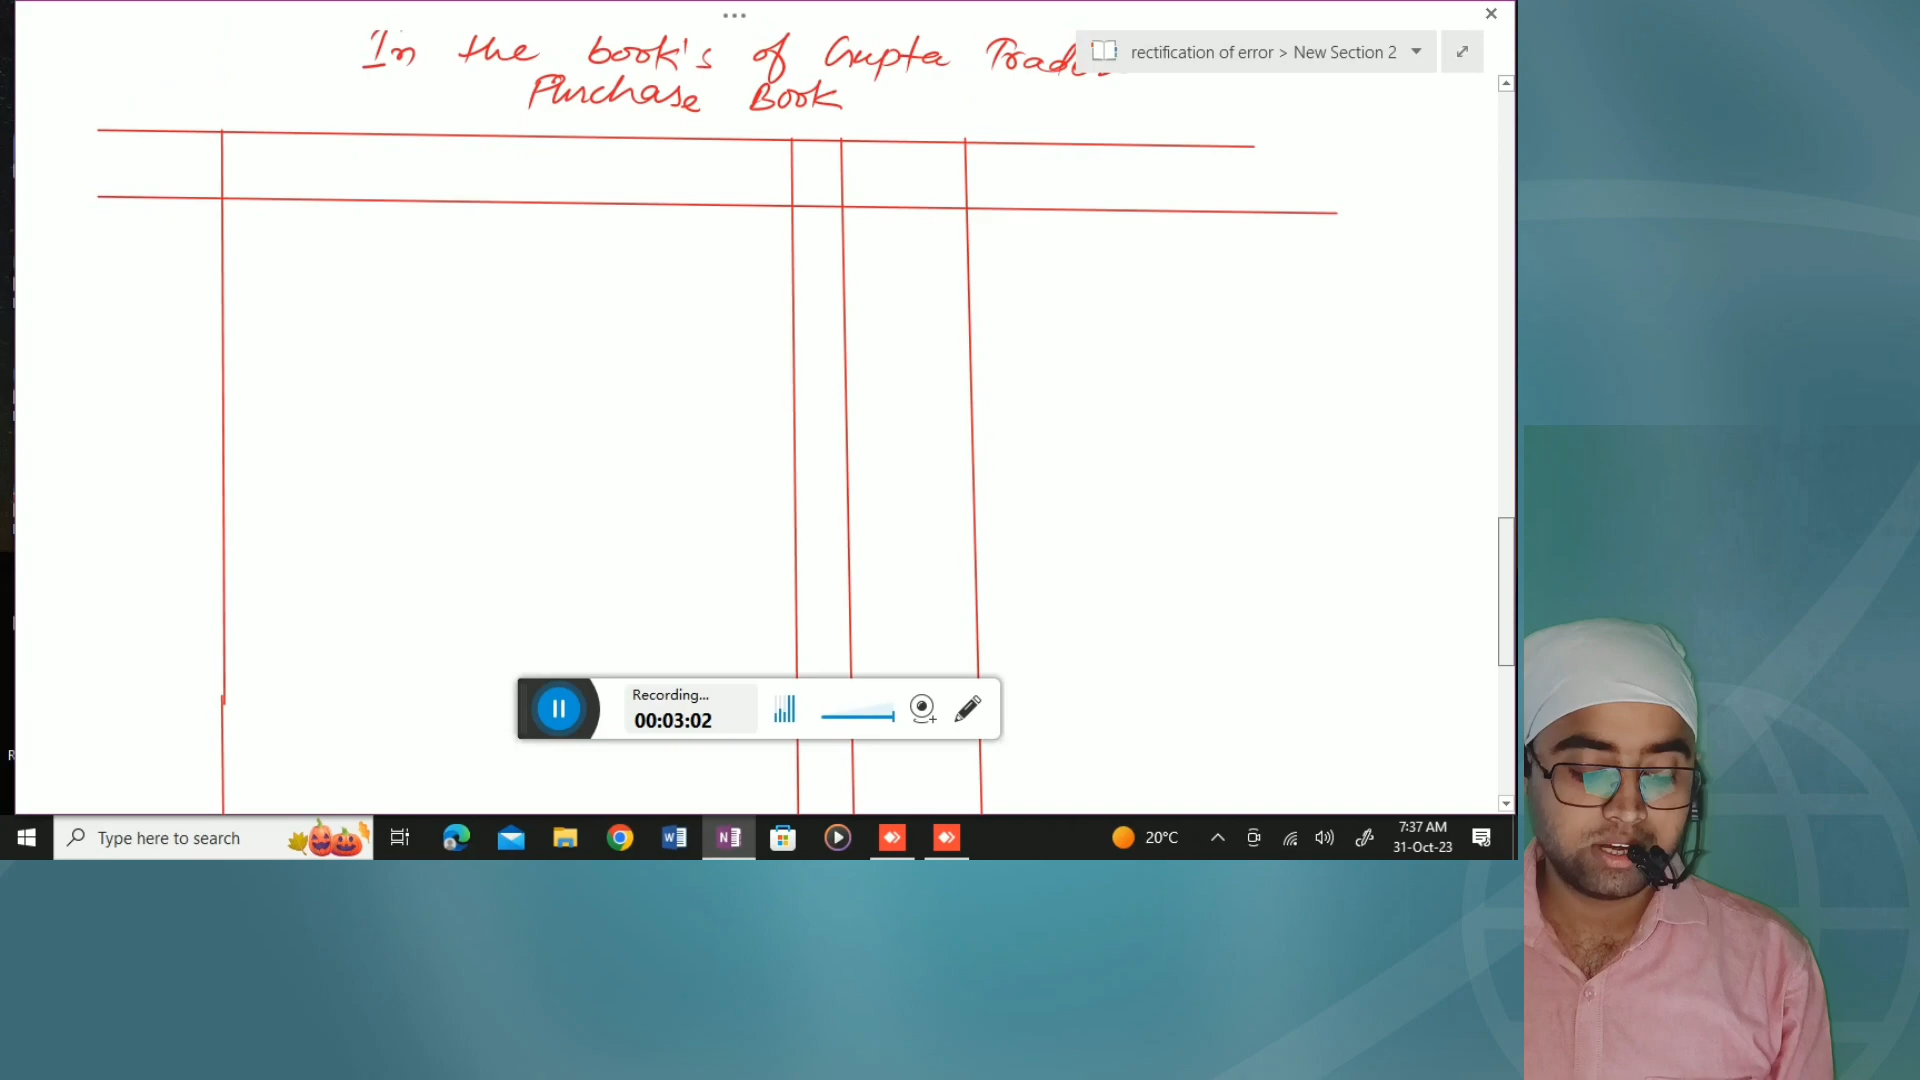 In the book's of Gupta
rectification of error > New Section 2
Purchase Book
Recording...
00:03:02
Type here to search
20°C
7:37 AM
31-Oct-23